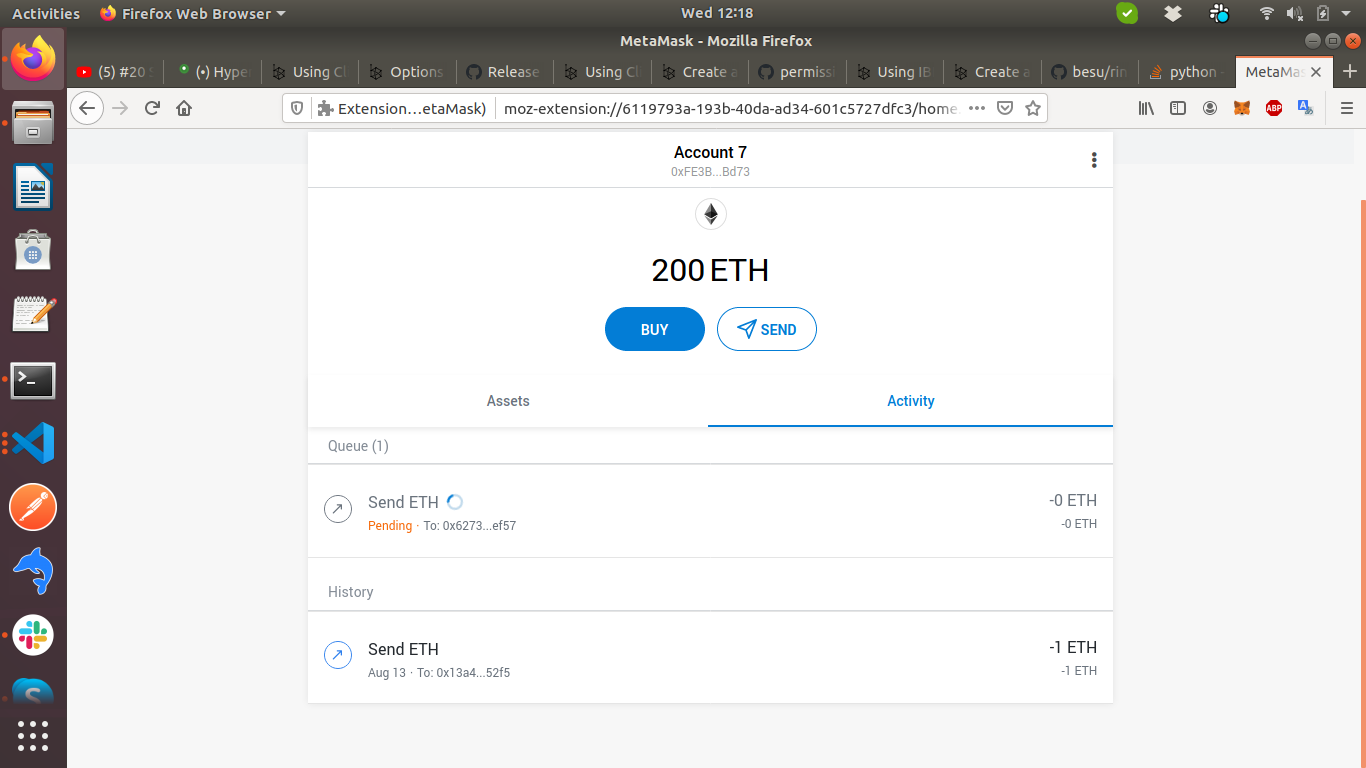 Activities
Firefox Web Browser
Wed 12:18
MetaMask - Mozilla Firefox
(5) #20
(•) Hype
Using Cl
Options
Release
Using Cl
Create a
permiss
Using IB
Create a
besu/rin
python -
MetaMas
Extension…etaMask)
moz-extension://6119793a-193b-40da-ad34-601c5727dfc3/home.
ABP
Account 7
0xFE3B...Bd73
200 ETH
BUY
SEND
Assets
Activity
Queue (1)
Send ETH
-0 ETH
Pending · To: 0x6273...ef57
-0 ETH
History
Send ETH
-1 ETH
Aug 13 · To: 0x13a4...52f5
-1 ETH